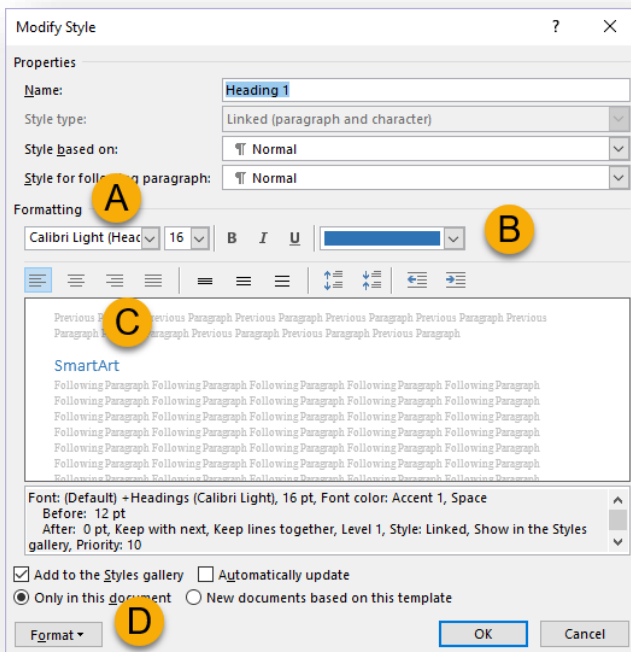 Modify Style ? ×
Properties
Name: Heading 1
Style type: Linked (paragraph and character)
Style based on: ¶ Normal
Style for following paragraph: ¶ Normal
A
Formatting
B
Calibri Light (Head 16 B I U
C
Previous Paragraph Previous Paragraph Previous Paragraph Previous Paragraph Previous
Paragraph Previous Paragraph Previous Paragraph Previous Paragraph
SmartArt
Following Paragraph Following Paragraph Following Paragraph Following Paragraph
Following Paragraph Following Paragraph Following Paragraph Following Paragraph
Following Paragraph Following Paragraph Following Paragraph Following Paragraph
Following Paragraph Following Paragraph Following Paragraph Following Paragraph
Following Paragraph Following Paragraph Following Paragraph Following Paragraph
Following Paragraph Following Paragraph Following Paragraph Following Paragraph
Font: (Default) +Headings (Calibri Light), 16 pt, Font color: Accent 1, Space
Before: 12 pt
After: 0 pt, Keep with next, Keep lines together, Level 1, Style: Linked, Show in the Styles
gallery, Priority: 10
Add to the Styles gallery Automatically update
Only in this document New documents based on this template
D
Format OK Cancel